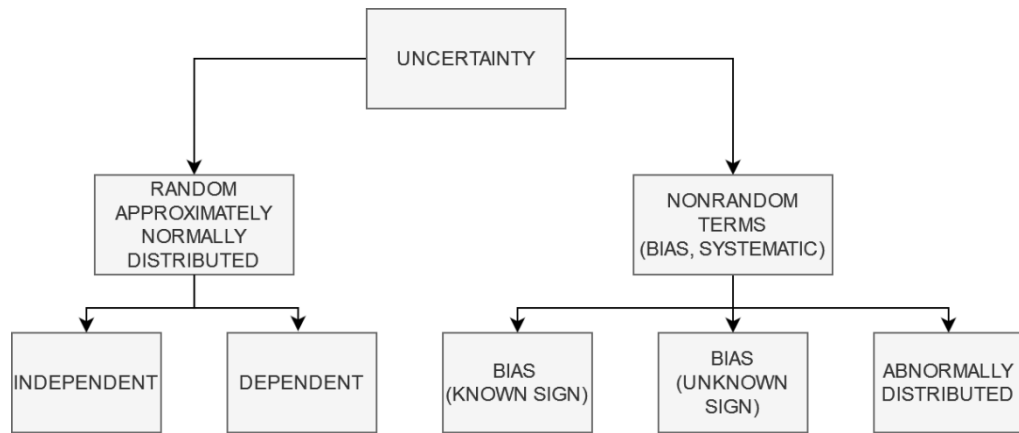 UNCERTAINTY
RANDOM
APPROXIMATELY
NORMALLY
DISTRIBUTED
NONRANDOM
TERMS
(BIAS, SYSTEMATIC)
INDEPENDENT
DEPENDENT
BIAS
(KNOWN SIGN)
BIAS
(UNKNOWN
SIGN)
ABNORMALLY
DISTRIBUTED